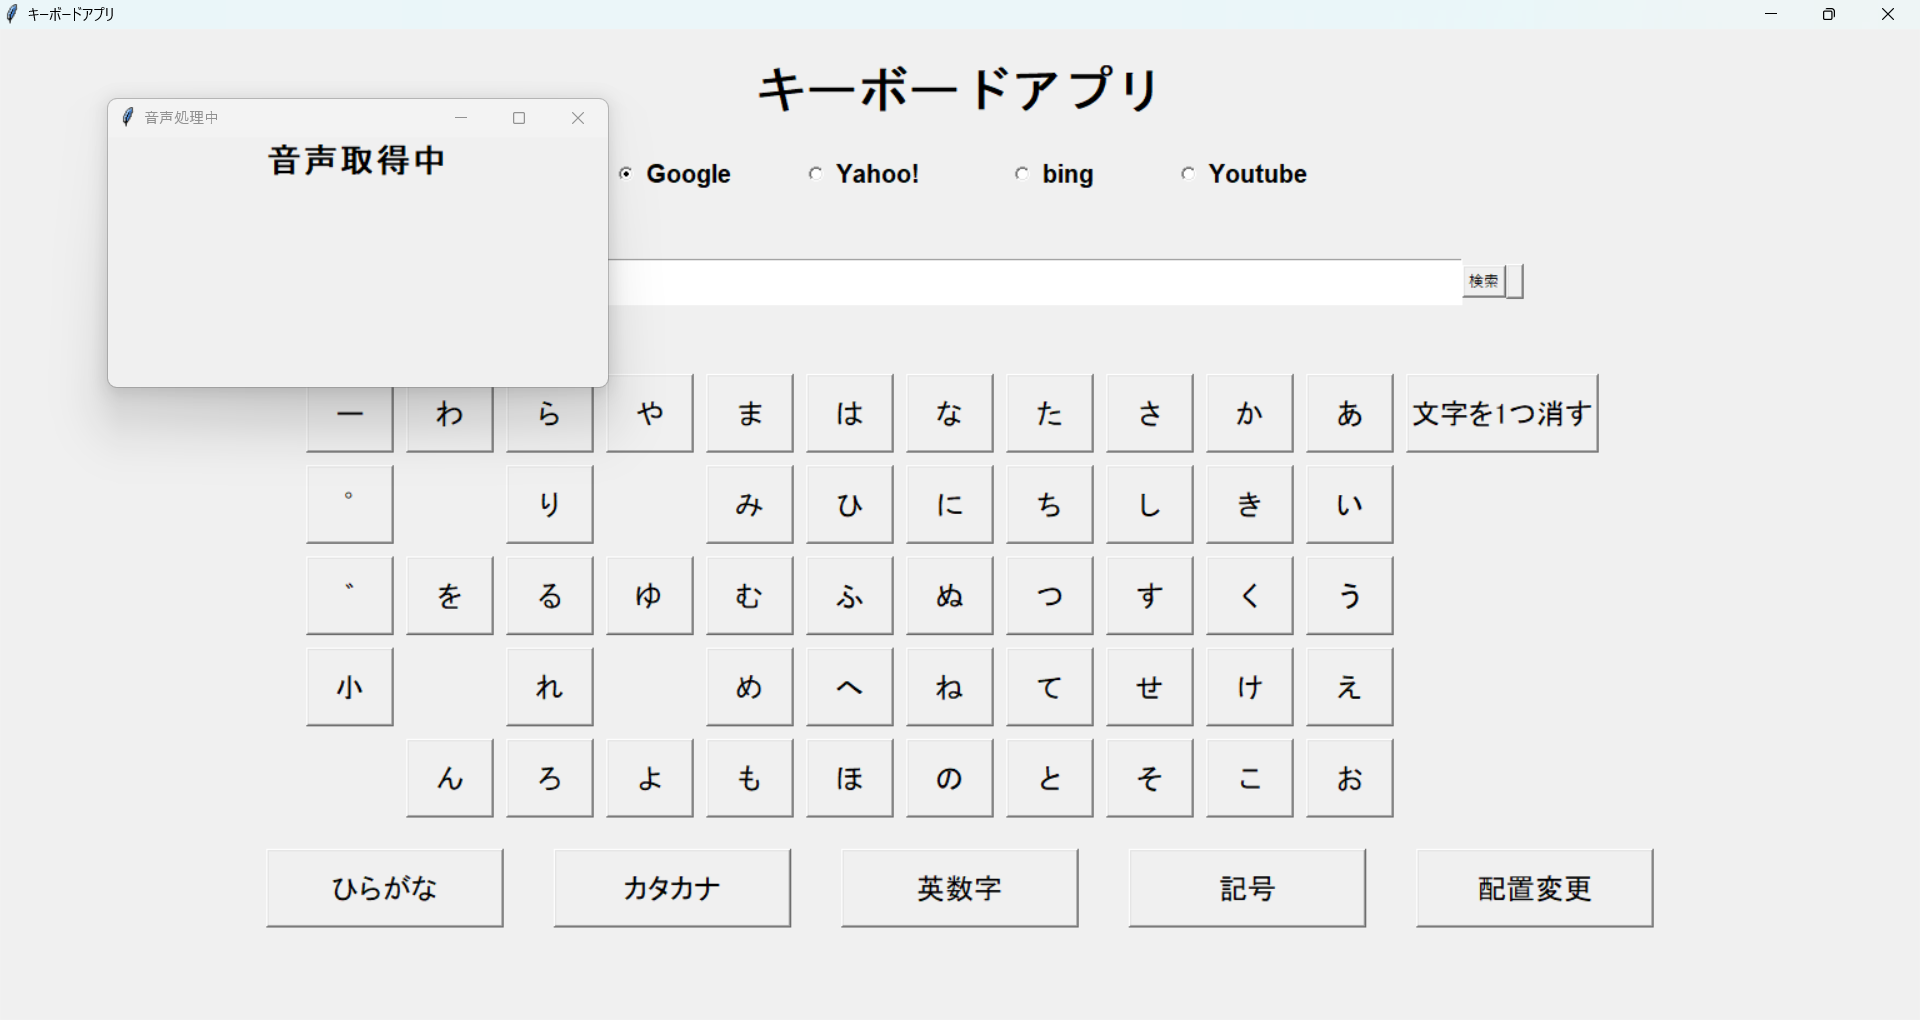 キーボードアプリ
キーボードアプリ
音声処理中
音声取得中
Google Yahoo! bing Youtube
検索
ー わ ら や ま は な た さ か あ 文字を1つ消す
゜ り み ひ に ち し き い
゛ を る ゆ む ふ ぬ つ す く う
小 れ め へ ね て せ け え
ん ろ よ も ほ の と そ こ お
ひらがな カタカナ 英数字 記号 配置変更